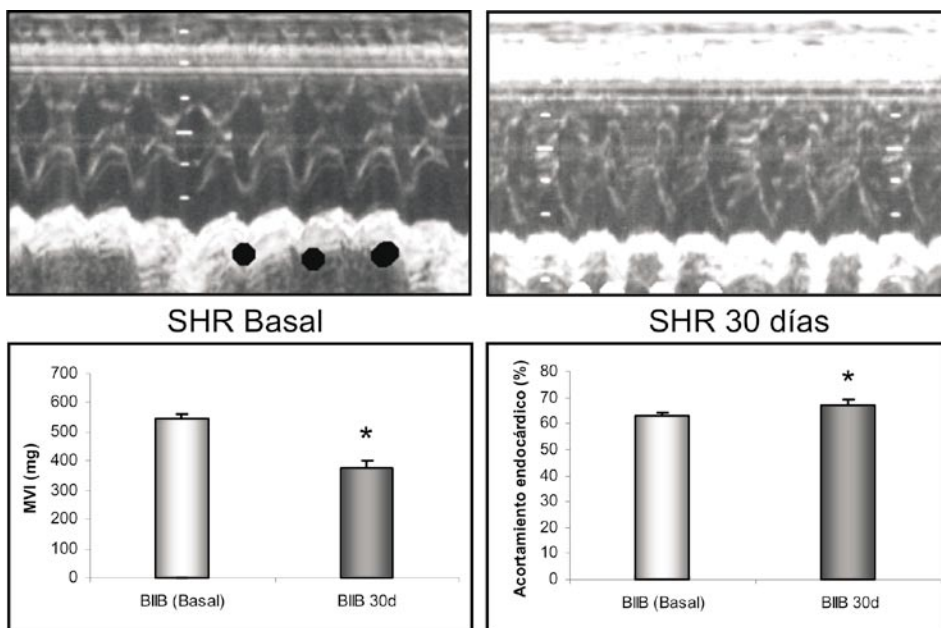 SHR Basal
SHR 30 días
MVI (mg)
700
600
500
400
300
200
100
0
*
BIIB (Basal)
BIIB 30d
Acortamiento endocárdico (%)
80
70
60
50
40
30
20
10
0
*
BIIB (Basal)
BIIB 30d